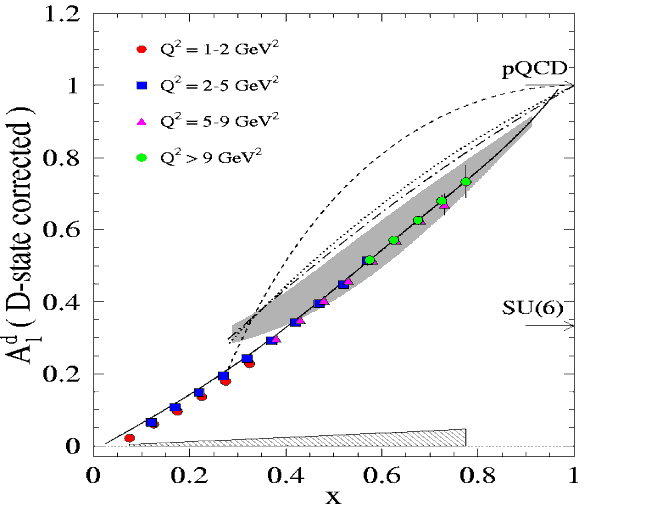 1.2
1
0.8
0.6
0.4
0.2
0
A₁ᵈ ( D-state corrected )
Q² = 1-2 GeV²
Q² = 2-5 GeV²
Q² = 5-9 GeV²
Q² > 9 GeV²
pQCD
SU(6)
0 0.2 0.4 0.6 0.8 1
x